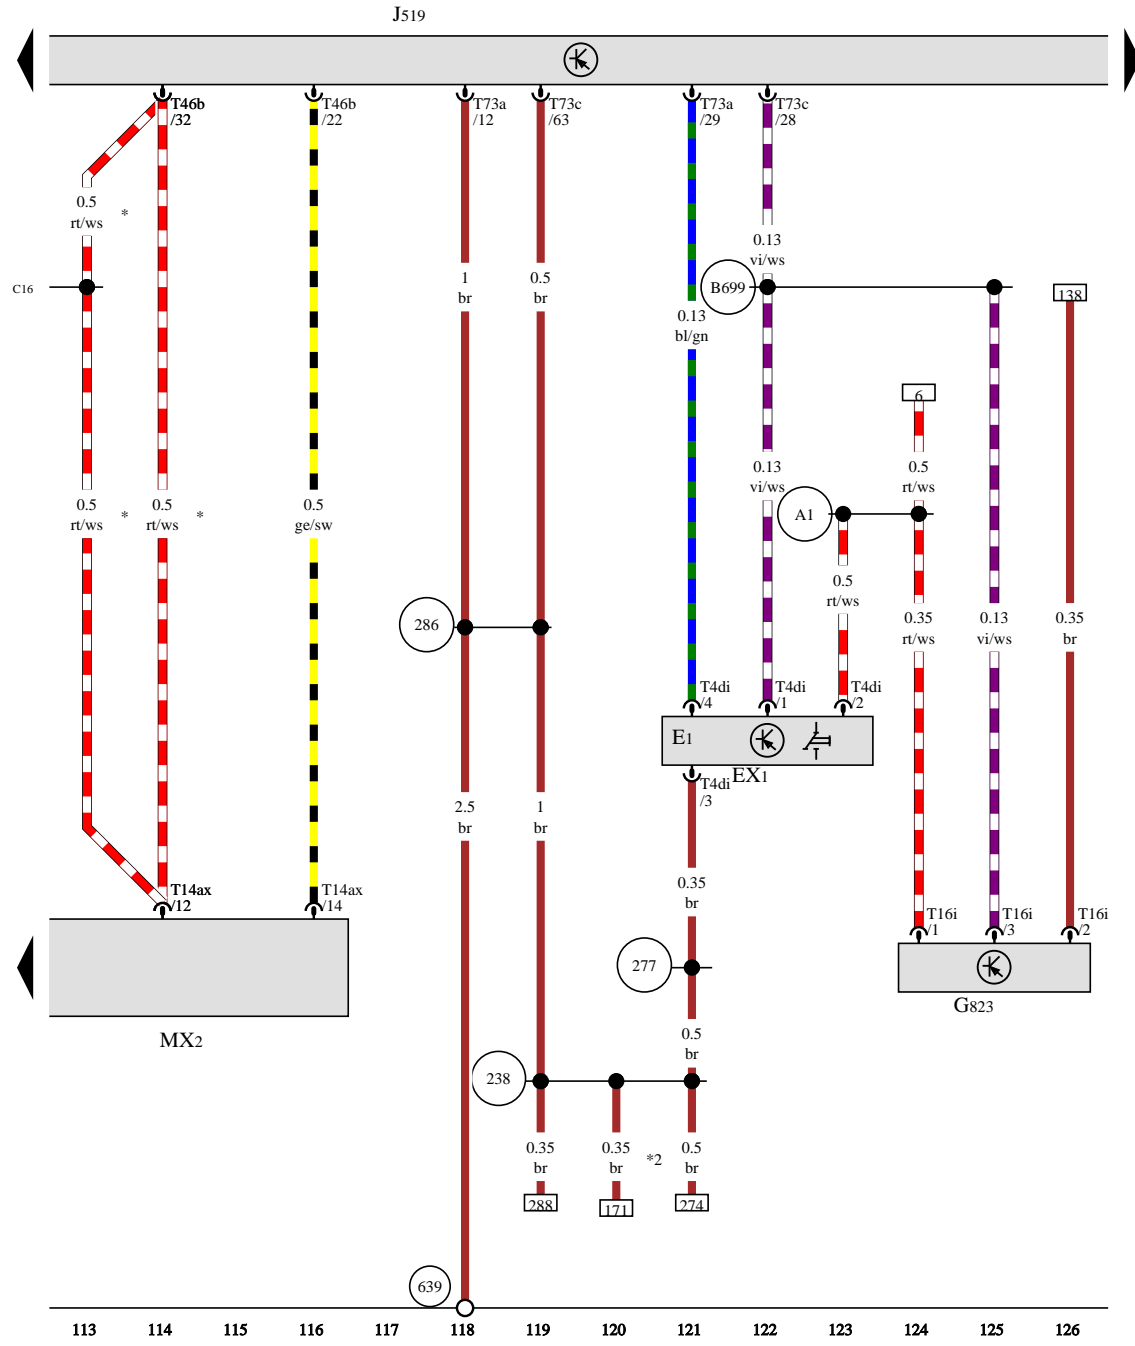 J519
T46b
/32
T46b
/22
T73a
/12
T73c
/63
T73a
/29
T73c
/28
0.5
rt/ws
*
0.13
vi/ws
1
br
0.5
br
C16
B699
138
0.13
bl/gn
6
0.5
rt/ws
*
0.5
rt/ws
*
0.5
ge/sw
0.13
vi/ws
0.5
rt/ws
A1
0.5
rt/ws
286
0.35
rt/ws
0.13
vi/ws
0.35
br
T4di
/4
T4di
/1
T4di
/2
E1
EX1
T4di
/3
2.5
br
1
br
T14ax
/12
T14ax
/14
0.35
br
T16i
/1
T16i
/3
T16i
/2
277
G823
MX2
0.5
br
238
0.35
br
0.35
br
*2
0.5
br
288
171
274
639
113 114 115 116 117 118 119 120 121 122 123 124 125 126